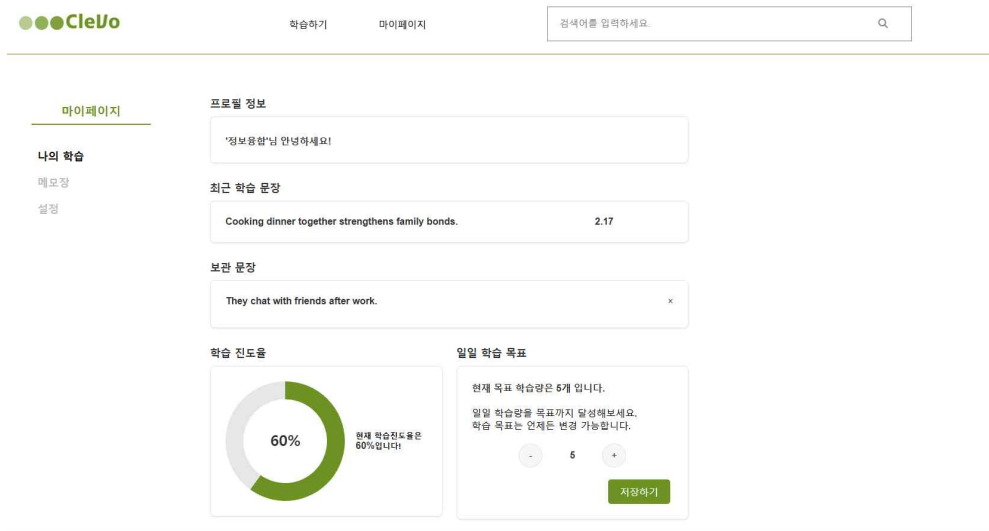 CleVo
학습하기 마이페이지 검색어를 입력하세요.
마이페이지
나의 학습
메모장
설정
프로필 정보
'정보융합'님 안녕하세요!
최근 학습 문장
Cooking dinner together strengthens family bonds. 2.17
보관 문장
They chat with friends after work. ×
학습 진도율
60%
현재 학습진도율은
60%입니다!
일일 학습 목표
현재 목표 학습량은 5개 입니다.
일일 학습량을 목표까지 달성해보세요.
학습 목표는 언제든 변경 가능합니다.
- 5 +
저장하기